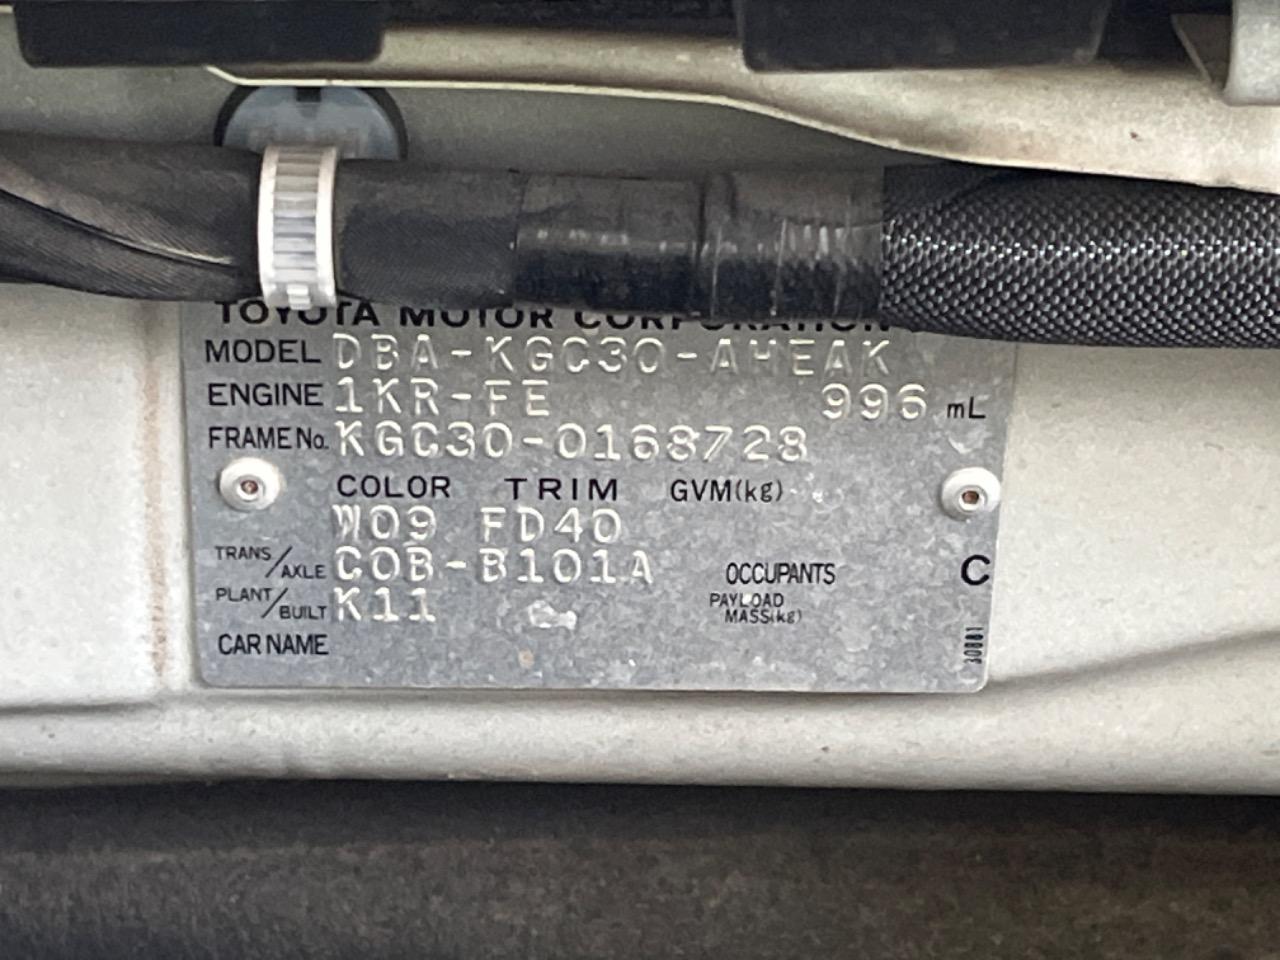 TOYOTA MOTOR CORPORATION
MODEL DBA-KGC30-AHEAK
ENGINE 1KR-FE 996 mL
FRAME No. KGC30-0168728
COLOR TRIM GVM(kg)
W09 FD40
TRANS/AXLE C0B-B101A
OCCUPANTS C
PLANT/BUILT K11
PAYLOAD MASS(kg)
CAR NAME
30881